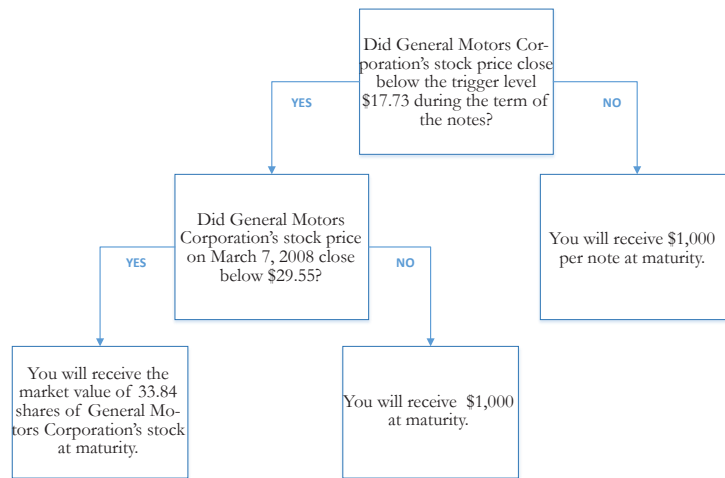 Did General Motors Cor-
poration's stock price close
below the trigger level
$17.73 during the term of
the notes?
YES
NO
Did General Motors
Corporation's stock price
on March 7, 2008 close
below $29.55?
You will receive $1,000
per note at maturity.
YES
NO
You will receive the
market value of 33.84
shares of General Mo-
tors Corporation's stock
at maturity.
You will receive $1,000
at maturity.